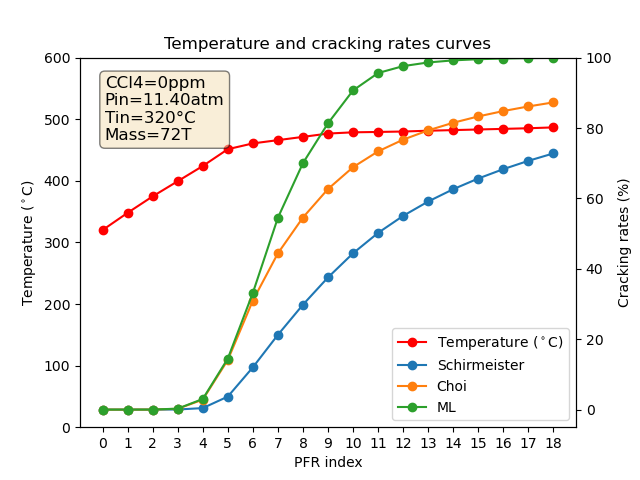 Temperature and cracking rates curves
CCl4=0ppm
Pin=11.40atm
Tin=320°C
Mass=72T
600
500
400
300
200
100
0
Temperature (°C)
100
80
60
40
20
0
Cracking rates (%)
Temperature (°C)
Schirmeister
Choi
ML
0 1 2 3 4 5 6 7 8 9 10 11 12 13 14 15 16 17 18
PFR index